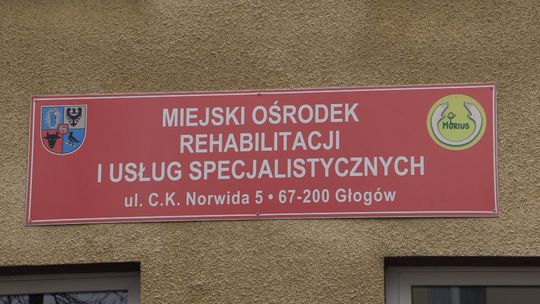 MIEJSKI OŚRODEK
REHABILITACJI
I USŁUG SPECJALISTYCZNYCH
ul. C.K. Norwida 5 • 67-200 Głogów
MORIUS